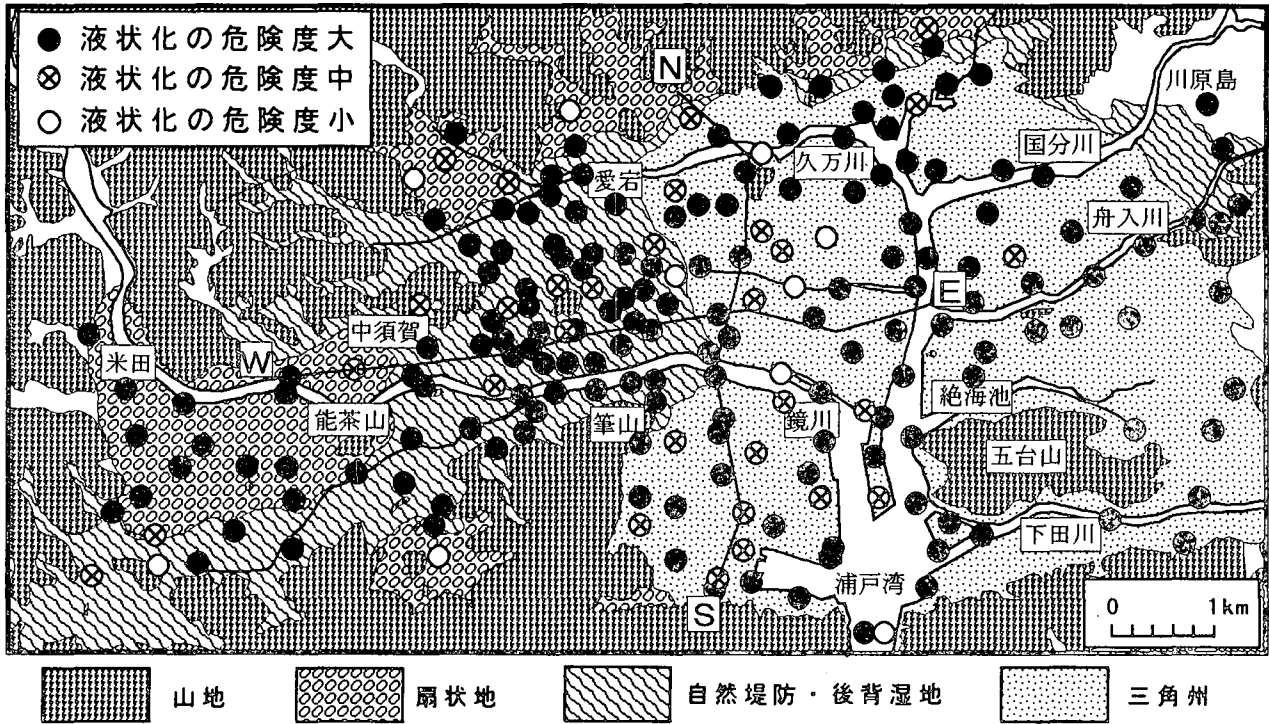 液状化の危険度大
液状化の危険度中
液状化の危険度小
N
川原島
国分川
久万川
愛宕
舟入川
E
中須賀
W
米田
能茶山
筆山
鏡川
絶海池
五台山
下田川
浦戸湾
S
0 1km
山地
扇状地
自然堤防・後背湿地
三角州